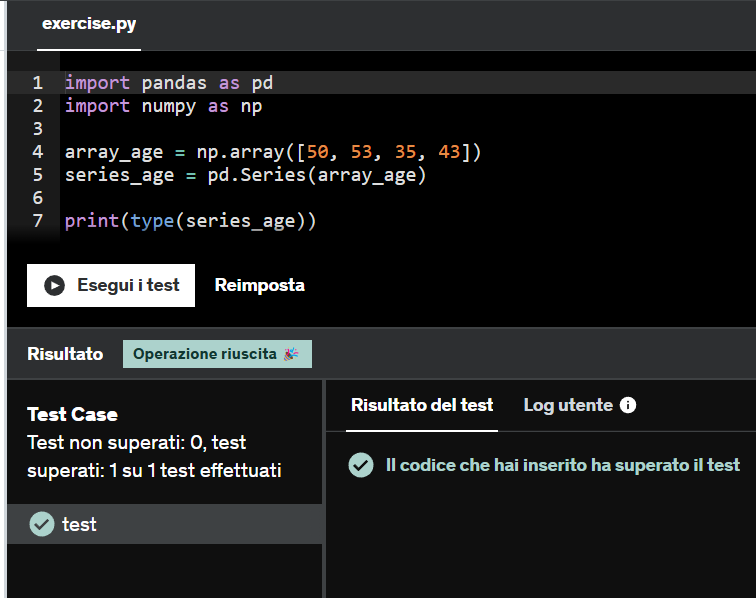 exercise.py
1 import pandas as pd
2 import numpy as np
3
4 array_age = np.array([50, 53, 35, 43])
5 series_age = pd.Series(array_age)
6
7 print(type(series_age))
Esegui i test Reimposta
Risultato Operazione riuscita 🎉
Test Case
Test non superati: 0, test
superati: 1 su 1 test effettuati
test
Risultato del test Log utente
Il codice che hai inserito ha superato il test